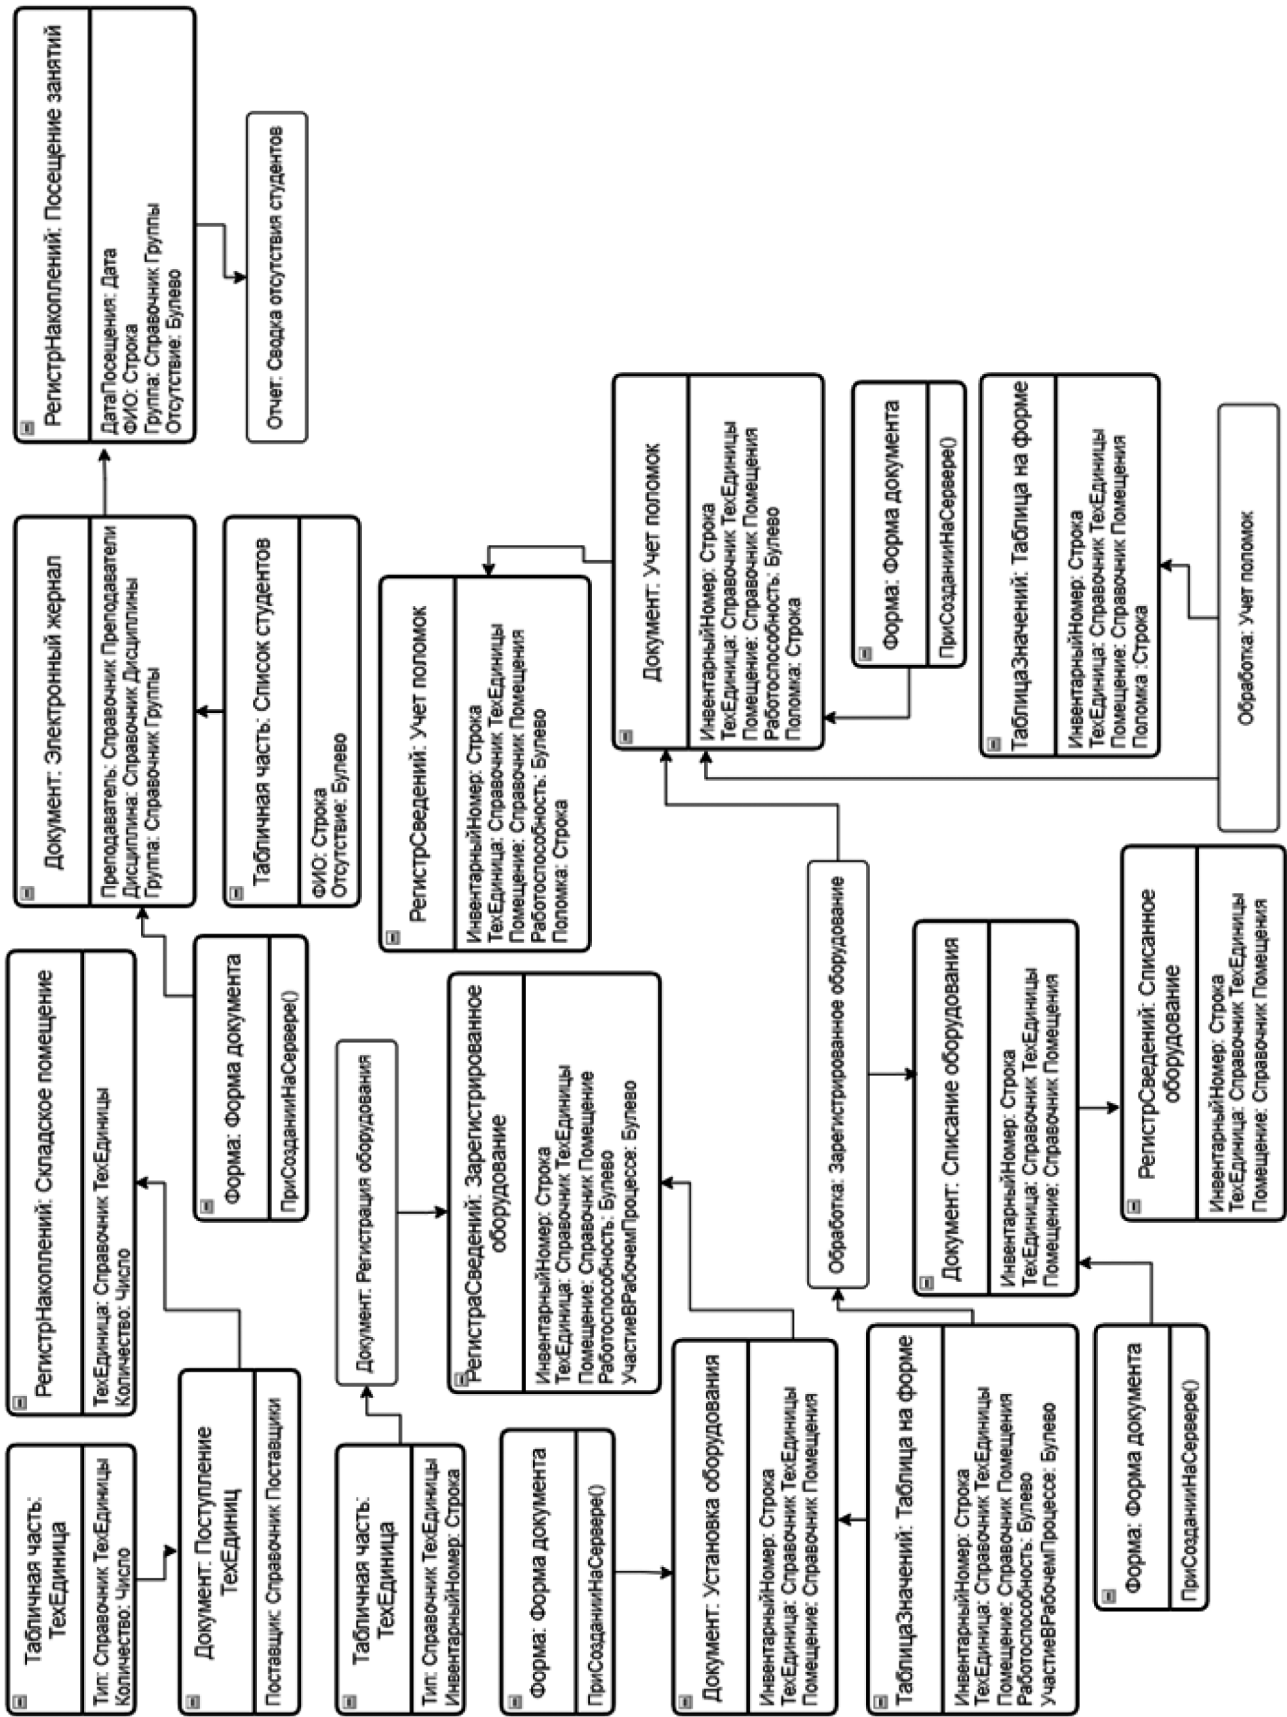 Табличная часть:
ТехЕдиница
Тип: Справочник ТехЕдиницы
Количество: Число
РегистрНакоплений: Складское помещение
ТехЕдиница: Справочник ТехЕдиницы
Количество: Число
Документ: Электронный жернал
Преподаватель: Справочник Преподаватели
Дисциплина: Справочник Дисциплины
Группа: Справочник Группы
РегистрНакоплений: Посещение занятий
ДатаПосещения: Дата
ФИО: Строка
Группа: Справочник Группы
Отсутствие: Булево
Документ: Поступление
ТехЕдиниц
Поставщик: Справочник Поставщики
Форма: Форма документа
ПриСозданииНаСервере()
Табличная часть: Список студентов
ФИО: Строка
Отсутствие: Булево
Отчет: Сводка отсутствия студентов
Табличная часть:
ТехЕдиница
Тип: Справочник ТехЕдиницы
ИнвентарныйНомер: Строка
Документ: Регистрация оборудования
РегистрСведений: Учет поломок
ИнвентарныйНомер: Строка
ТехЕдиница: Справочник ТехЕдиницы
Помещение: Справочник Помещения
Работоспособность: Булево
Поломка: Строка
РегистраСведений: Зарегистрированное
оборудование
ИнвентарныйНомер: Строка
ТехЕдиница: Справочник ТехЕдиницы
Помещение: Справочник Помещение
Работоспособность: Булево
УчастиеВРабочемПроцессе: Булево
Форма: Форма документа
ПриСозданииНаСервере()
Документ: Учет поломок
ИнвентарныйНомер: Строка
ТехЕдиница: Справочник ТехЕдиницы
Помещение: Справочник Помещения
Работоспособность: Булево
Поломка: Строка
Документ: Установка оборудования
ИнвентарныйНомер: Строка
ТехЕдиница: Справочник ТехЕдиницы
Помещение: Справочник Помещения
Обработка: Зарегистрированное оборудование
Форма: Форма документа
ПриСозданииНаСервере()
ТаблицаЗначений: Таблица на форме
ИнвентарныйНомер: Строка
ТехЕдиница: Справочник ТехЕдиницы
Помещение: Справочник Помещения
Работоспособность: Булево
УчастиеВРабочемПроцессе: Булево
Документ: Списание оборудования
ИнвентарныйНомер: Строка
ТехЕдиница: Справочник ТехЕдиницы
Помещение: Справочник Помещения
ТаблицаЗначений: Таблица на форме
ИнвентарныйНомер: Строка
ТехЕдиница: Справочник ТехЕдиницы
Помещение: Справочник Помещения
Поломка :Строка
Форма: Форма документа
ПриСозданииНаСервере()
РегистрСведений: Списанное
оборудование
ИнвентарныйНомер: Строка
ТехЕдиница: Справочник ТехЕдиницы
Помещение: Справочник Помещения
Обработка: Учет поломок